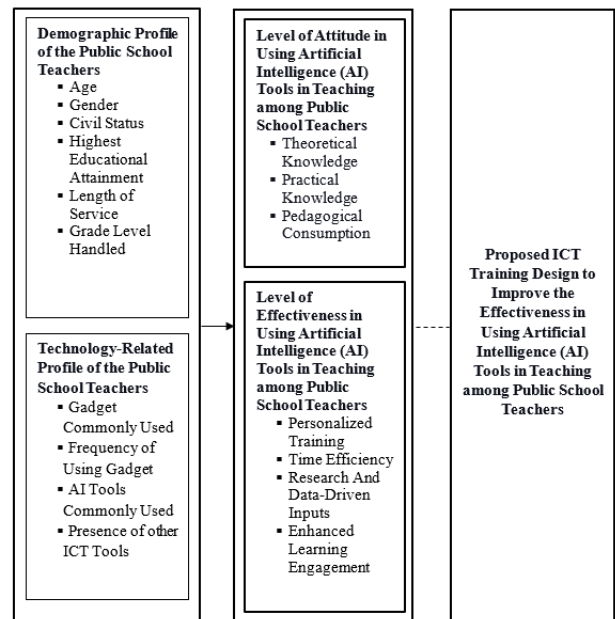 Demographic Profile
of the Public School
Teachers
▪ Age
▪ Gender
▪ Civil Status
▪ Highest
Educational
Attainment
▪ Length of
Service
▪ Grade Level
Handled
Technology-Related
Profile of the Public
School Teachers
▪ Gadget
Commonly Used
▪ Frequency of
Using Gadget
▪ AI Tools
Commonly Used
▪ Presence of other
ICT Tools
Level of Attitude in
Using Artificial
Intelligence (AI)
Tools in Teaching
among Public
School Teachers
▪ Theoretical
Knowledge
▪ Practical
Knowledge
▪ Pedagogical
Consumption
Level of
Effectiveness in
Using Artificial
Intelligence (AI)
Tools in Teaching
among Public
School Teachers
▪ Personalized
Training
▪ Time Efficiency
▪ Research And
Data-Driven
Inputs
▪ Enhanced
Learning
Engagement
Proposed ICT
Training Design to
Improve the
Effectiveness in
Using Artificial
Intelligence (AI)
Tools in Teaching
among Public School
Teachers